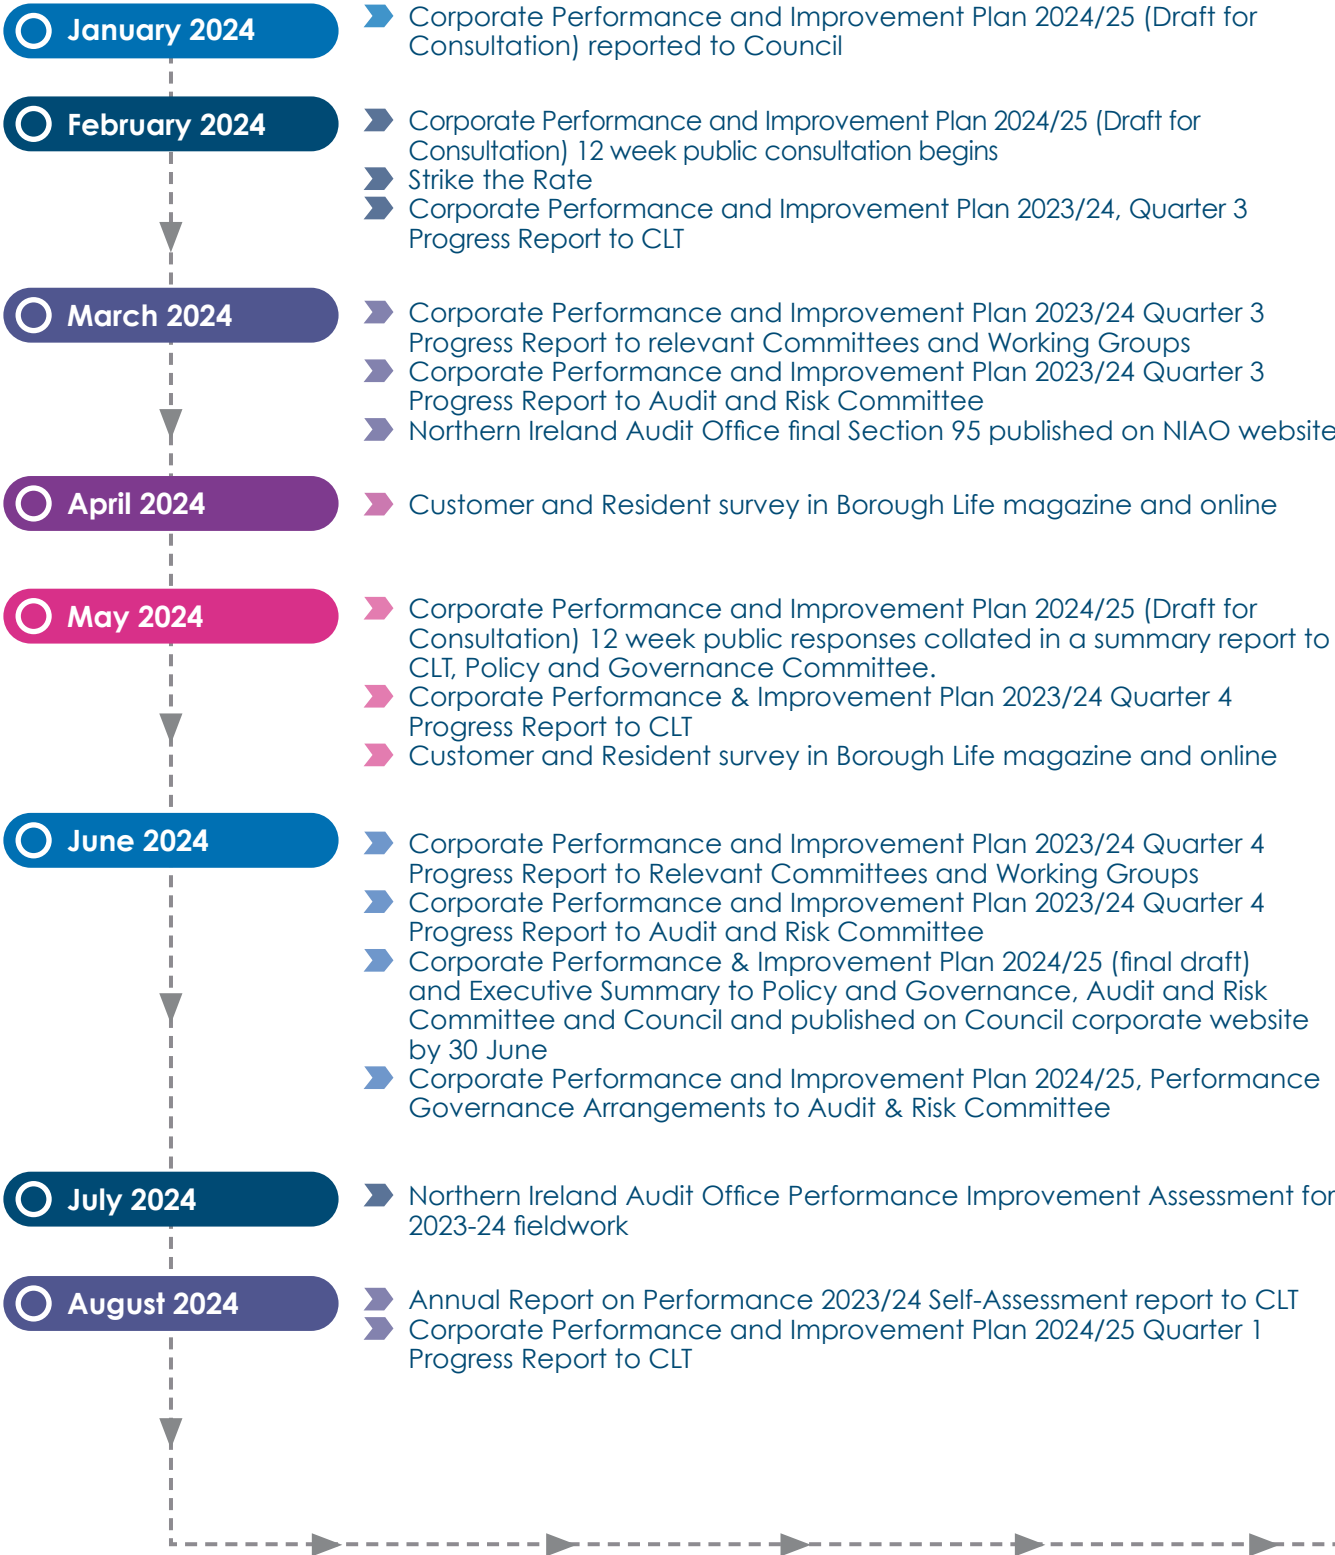 January 2024
Corporate Performance and Improvement Plan 2024/25 (Draft for
Consultation) reported to Council
February 2024
Corporate Performance and Improvement Plan 2024/25 (Draft for
Consultation) 12 week public consultation begins
Strike the Rate
Corporate Performance and Improvement Plan 2023/24, Quarter 3
Progress Report to CLT
March 2024
Corporate Performance and Improvement Plan 2023/24 Quarter 3
Progress Report to relevant Committees and Working Groups
Corporate Performance and Improvement Plan 2023/24 Quarter 3
Progress Report to Audit and Risk Committee
Northern Ireland Audit Office final Section 95 published on NIAO website
April 2024
Customer and Resident survey in Borough Life magazine and online
May 2024
Corporate Performance and Improvement Plan 2024/25 (Draft for
Consultation) 12 week public responses collated in a summary report to
CLT, Policy and Governance Committee.
Corporate Performance & Improvement Plan 2023/24 Quarter 4
Progress Report to CLT
Customer and Resident survey in Borough Life magazine and online
June 2024
Corporate Performance and Improvement Plan 2023/24 Quarter 4
Progress Report to Relevant Committees and Working Groups
Corporate Performance and Improvement Plan 2023/24 Quarter 4
Progress Report to Audit and Risk Committee
Corporate Performance & Improvement Plan 2024/25 (final draft)
and Executive Summary to Policy and Governance, Audit and Risk
Committee and Council and published on Council corporate website
by 30 June
Corporate Performance and Improvement Plan 2024/25, Performance
Governance Arrangements to Audit & Risk Committee
July 2024
Northern Ireland Audit Office Performance Improvement Assessment for
2023-24 fieldwork
August 2024
Annual Report on Performance 2023/24 Self-Assessment report to CLT
Corporate Performance and Improvement Plan 2024/25 Quarter 1
Progress Report to CLT